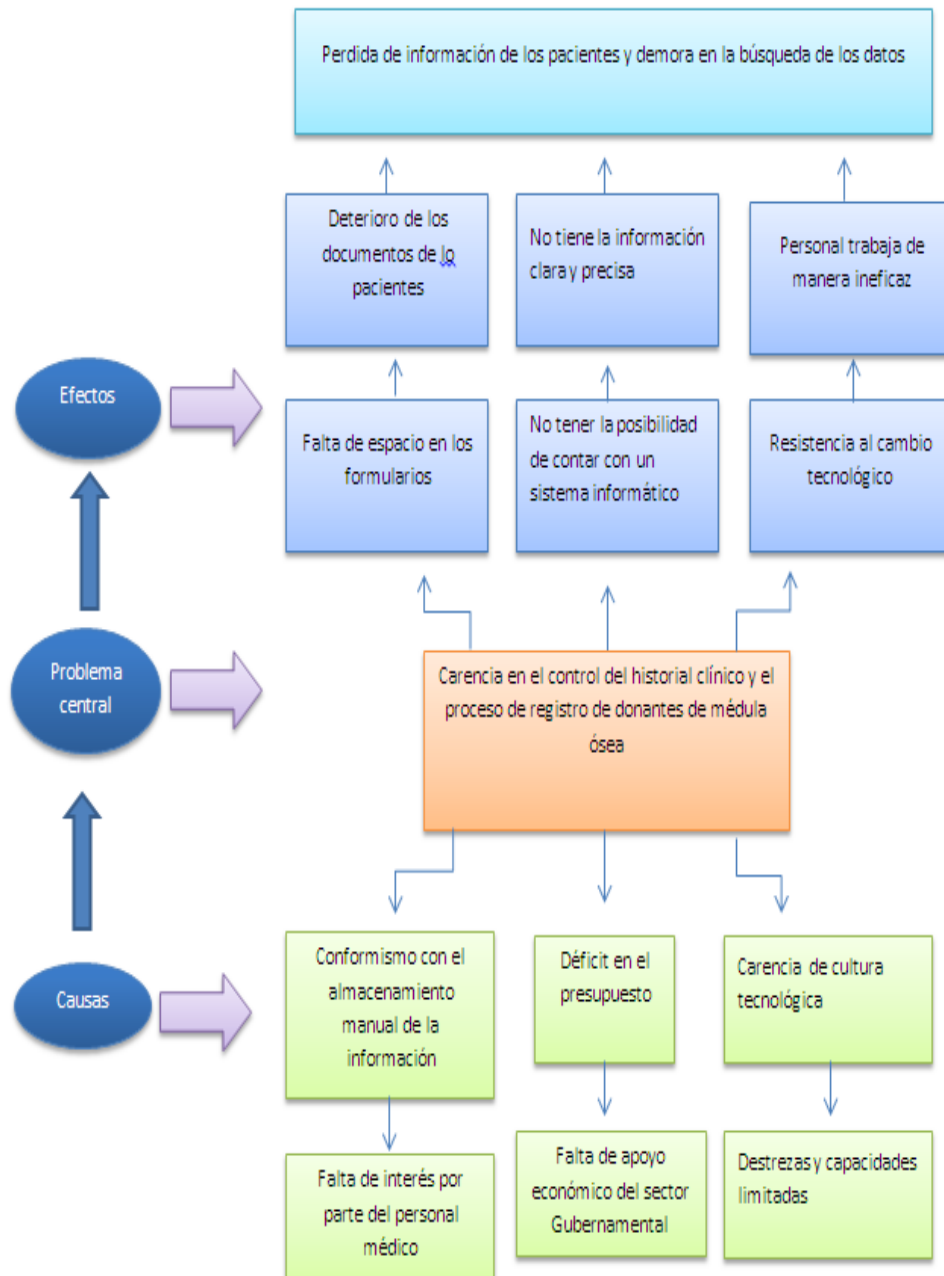 Perdida de información de los pacientes y demora en la búsqueda de los datos
Deterioro de los
documentos de lo
pacientes
No tiene la información
clara y precisa
Personal trabaja de
manera ineficaz
Efectos
Falta de espacio en los
formularios
No tener la posibilidad
de contar con un
sistema informático
Resistencia al cambio
tecnológico
Problema
central
Carencia en el control del historial clínico y el
proceso de registro de donantes de médula
ósea
Causas
Conformismo con el
almacenamiento
manual de la
información
Déficit en el
presupuesto
Carencia de cultura
tecnológica
Falta de interés por
parte del personal
médico
Falta de apoyo
económico del sector
Gubernamental
Destrezas y capacidades
limitadas